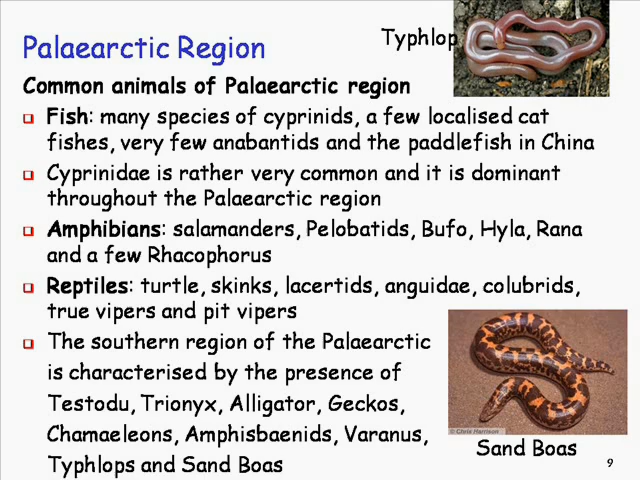 Palaearctic Region
Typhlop
Common animals of Palaearctic region
Fish: many species of cyprinids, a few localised cat
fishes, very few anabantids and the paddlefish in China
Cyprinidae is rather very common and it is dominant
throughout the Palaearctic region
Amphibians: salamanders, Pelobatids, Bufo, Hyla, Rana
and a few Rhacophorus
Reptiles: turtle, skinks, lacertids, anguidae, colubrids,
true vipers and pit vipers
The southern region of the Palaearctic
is characterised by the presence of
Testodu, Trionyx, Alligator, Geckos,
Chamaeleons, Amphisbaenids, Varanus,
Typhlops and Sand Boas
© Chris Harrison
Sand Boas
9